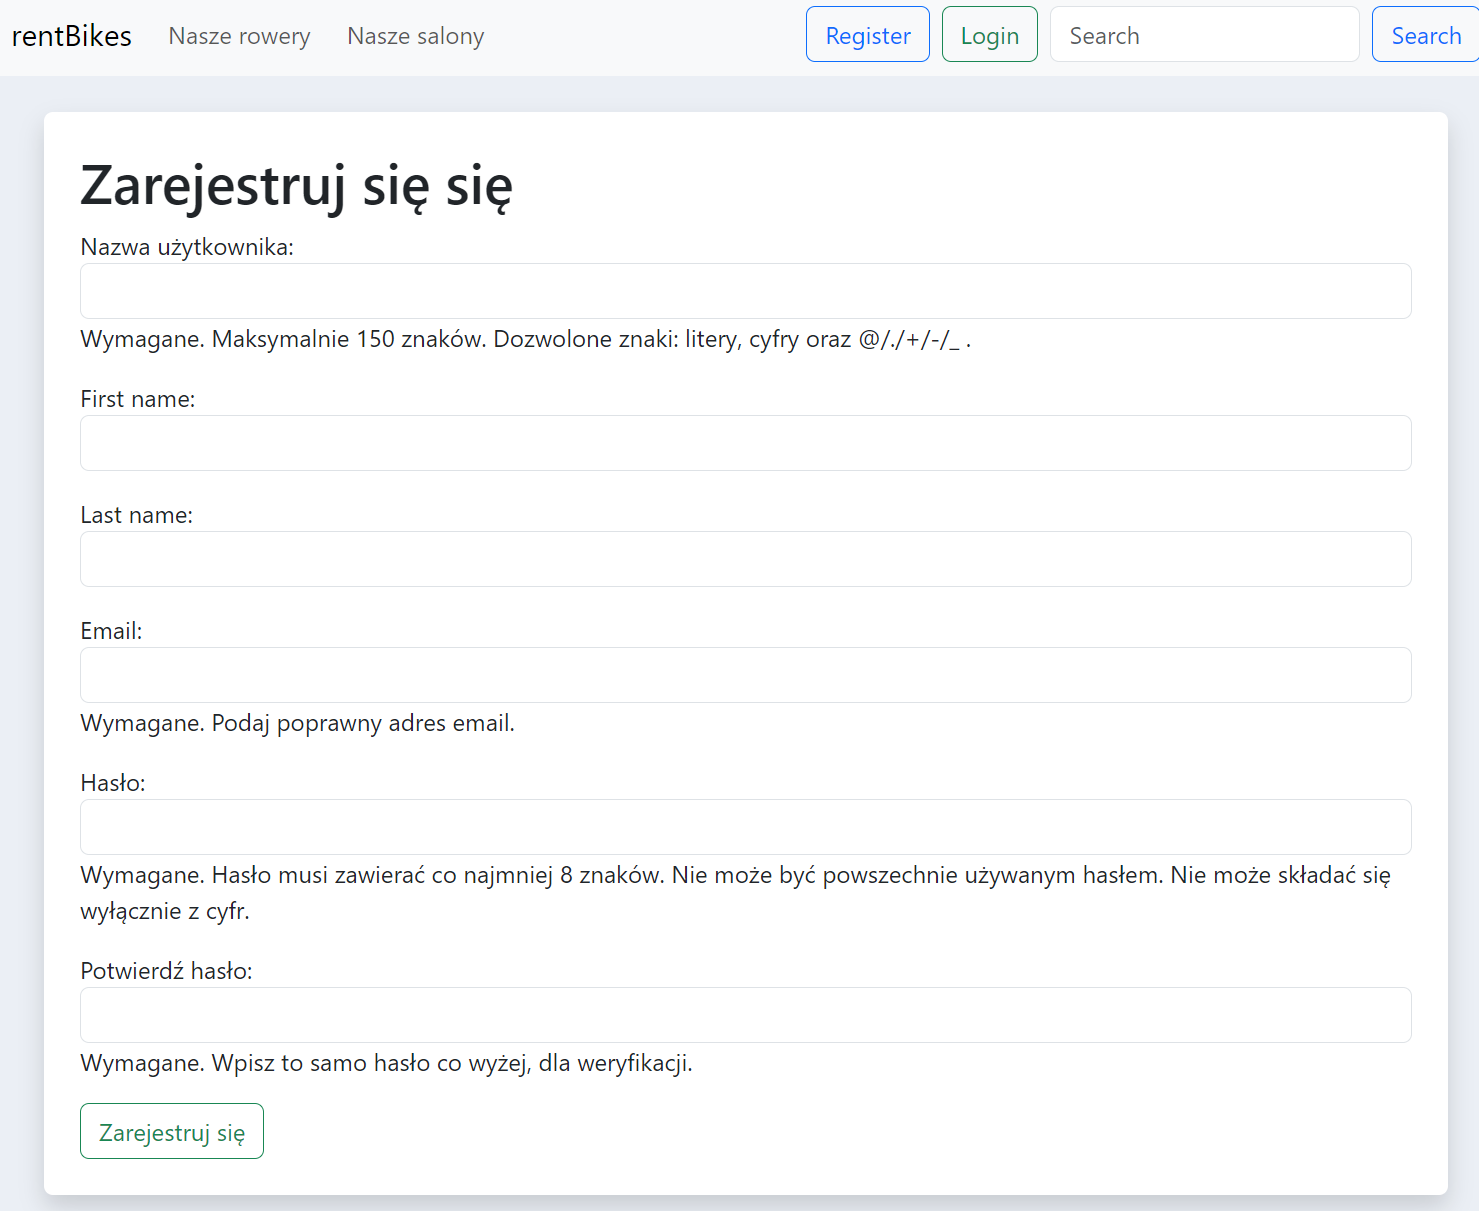 rentBikes Nasze rowery Nasze salony Register Login Search Search
Zarejestruj się się
Nazwa użytkownika:
Wymagane. Maksymalnie 150 znaków. Dozwolone znaki: litery, cyfry oraz @/./+/-/_ .
First name:
Last name:
Email:
Wymagane. Podaj poprawny adres email.
Hasło:
Wymagane. Hasło musi zawierać co najmniej 8 znaków. Nie może być powszechnie używanym hasłem. Nie może składać się
wyłącznie z cyfr.
Potwierdź hasło:
Wymagane. Wpisz to samo hasło co wyżej, dla weryfikacji.
Zarejestruj się